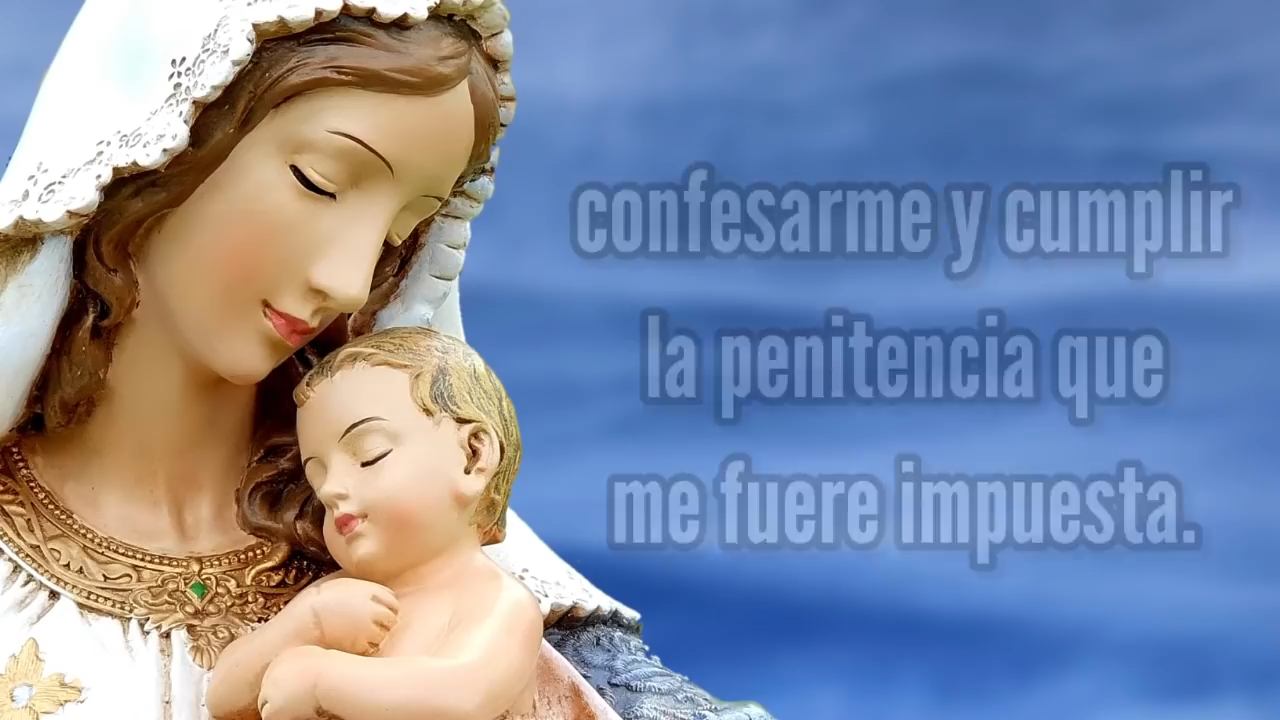 confesarme y cumplir
la penitencia que
me fuere impuesta.